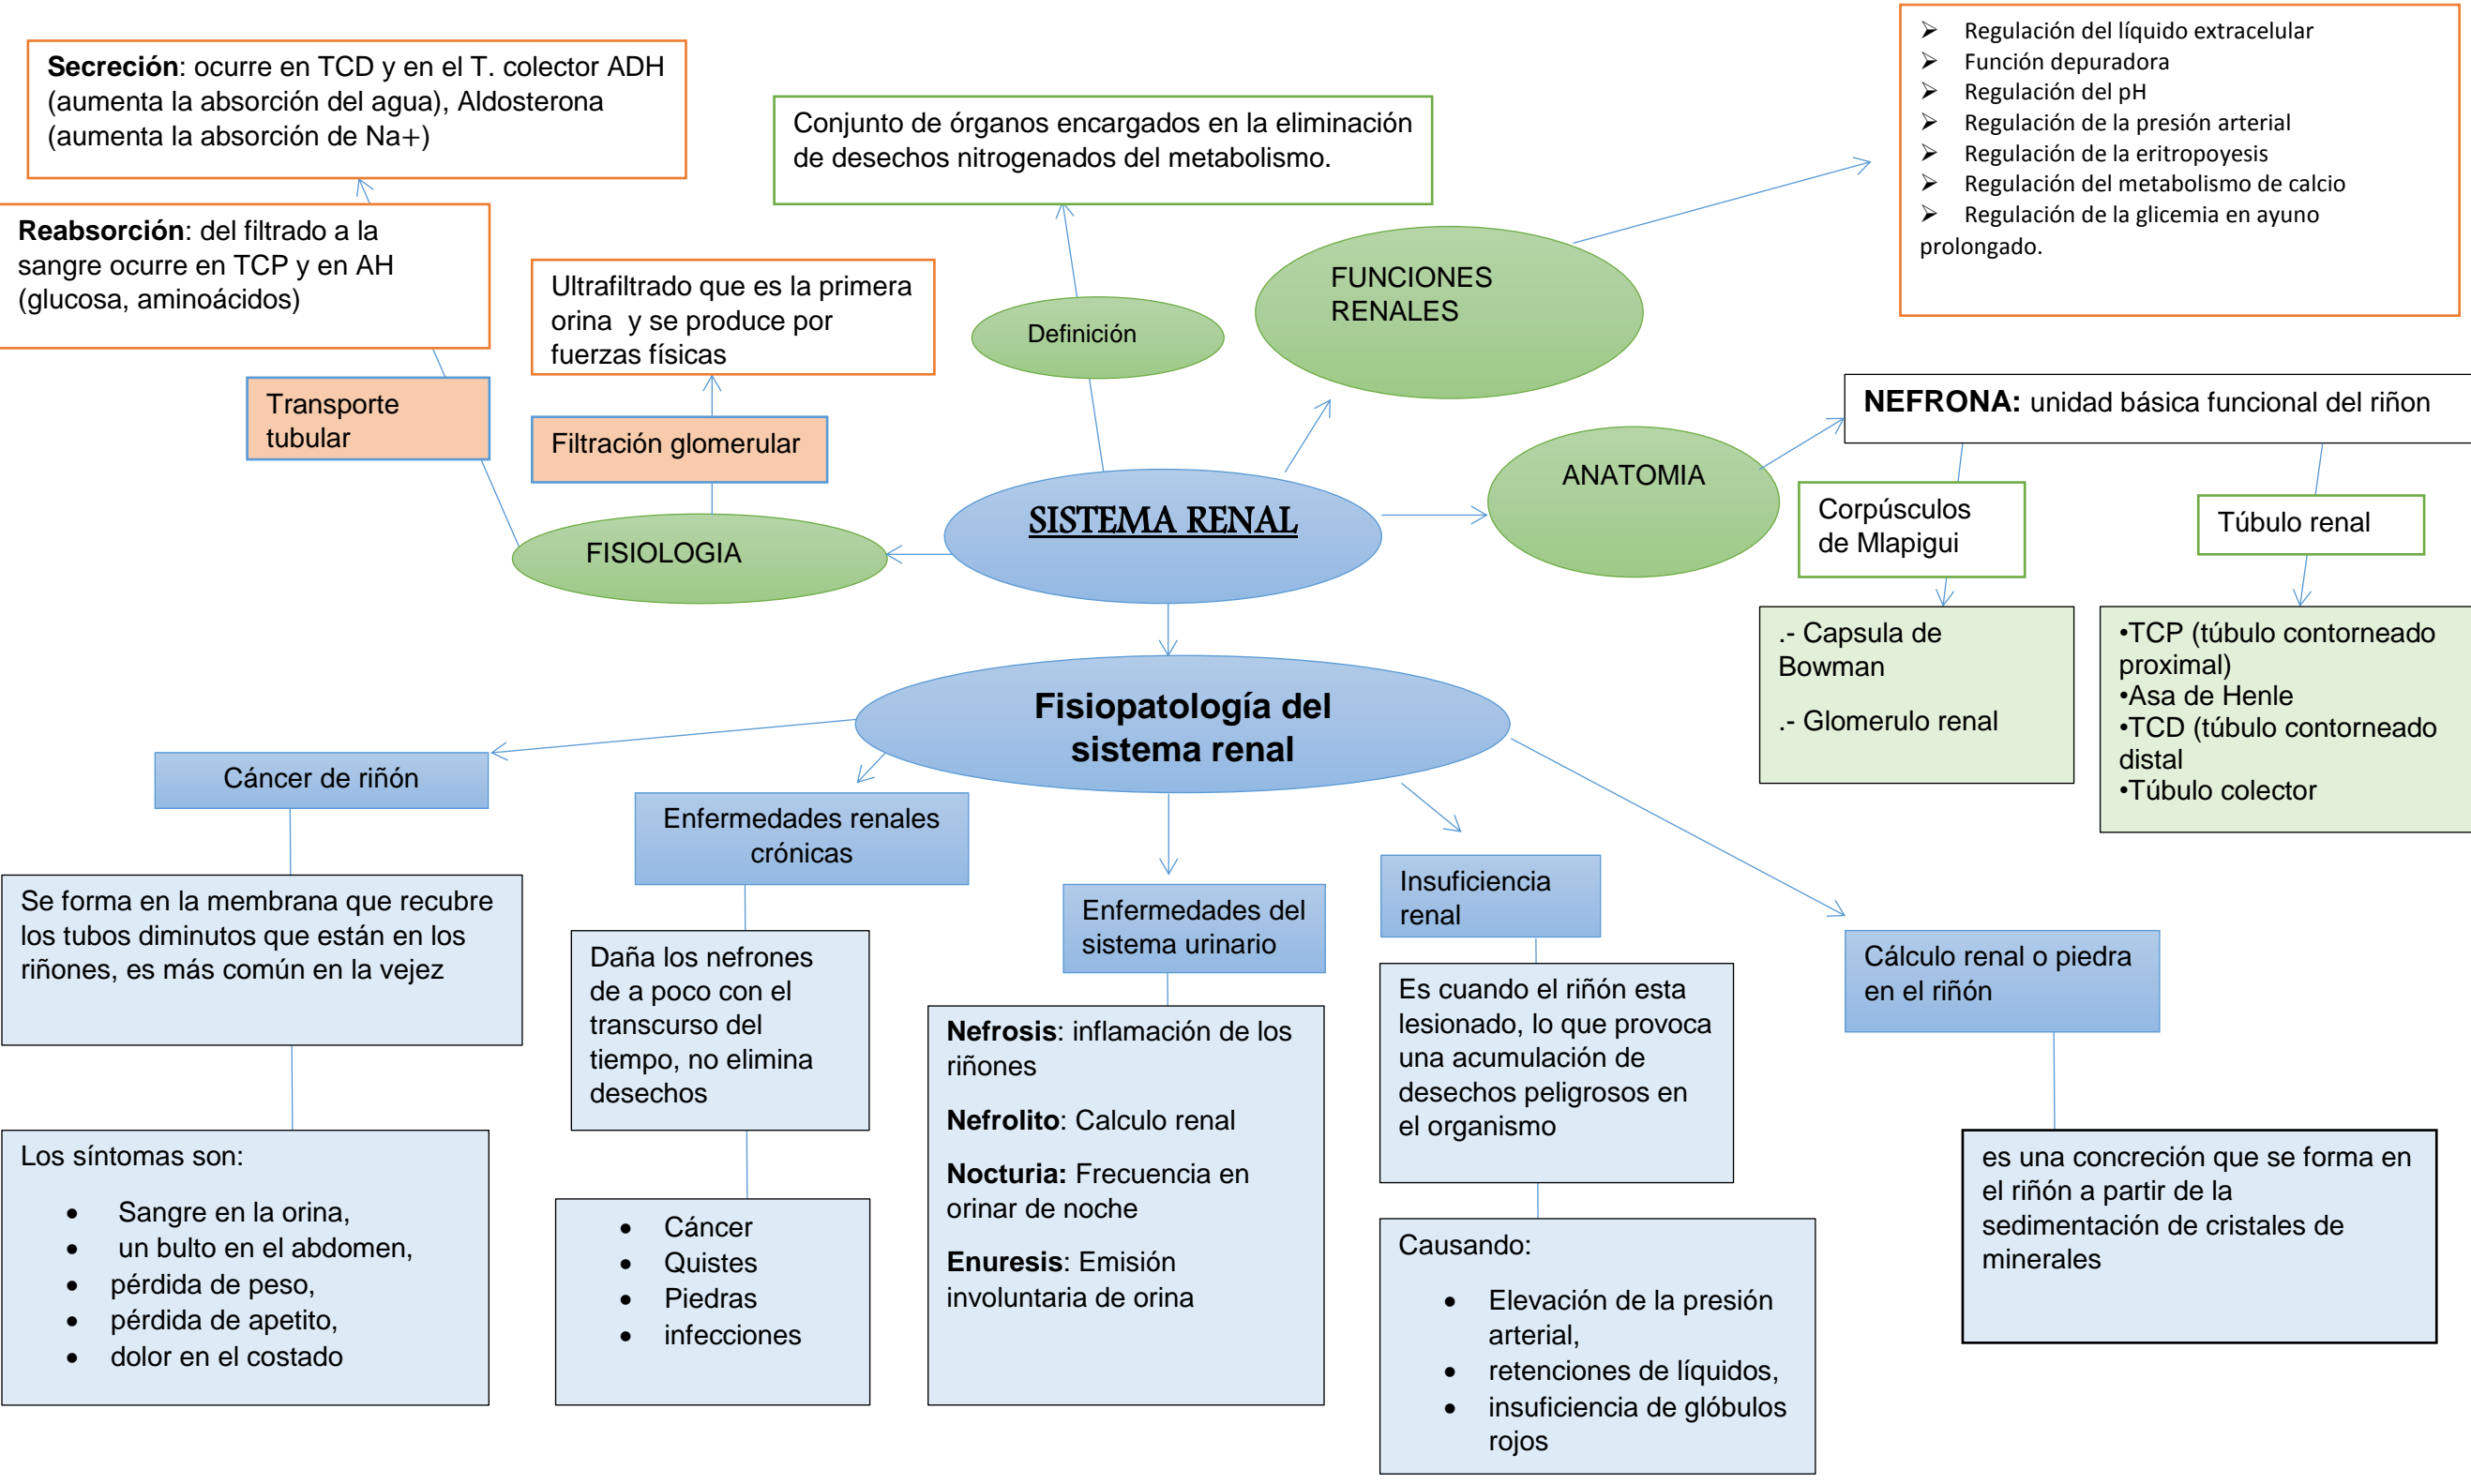 Secreción: ocurre en TCD y en el T. colector ADH
(aumenta la absorción del agua), Aldosterona
(aumenta la absorción de Na+)
Reabsorción: del filtrado a la
sangre ocurre en TCP y en AH
(glucosa, aminoácidos)
Transporte
tubular
Ultrafiltrado que es la primera
orina y se produce por
fuerzas físicas
Filtración glomerular
FISIOLOGIA
Conjunto de órganos encargados en la eliminación
de desechos nitrogenados del metabolismo.
Definición
FUNCIONES
RENALES
➢ Regulación del líquido extracelular
➢ Función depuradora
➢ Regulación del pH
➢ Regulación de la presión arterial
➢ Regulación de la eritropoyesis
➢ Regulación del metabolismo de calcio
➢ Regulación de la glicemia en ayuno
prolongado.
SISTEMA RENAL
ANATOMIA
NEFRONA: unidad básica funcional del riñon
Corpúsculos
de Mlapigui
Túbulo renal
.- Capsula de
Bowman
.- Glomerulo renal
•TCP (túbulo contorneado
proximal)
•Asa de Henle
•TCD (túbulo contorneado
distal
•Túbulo colector
Fisiopatología del
sistema renal
Cáncer de riñón
Se forma en la membrana que recubre
los tubos diminutos que están en los
riñones, es más común en la vejez
Los síntomas son:
• Sangre en la orina,
• un bulto en el abdomen,
• pérdida de peso,
• pérdida de apetito,
• dolor en el costado
Enfermedades renales
crónicas
Daña los nefrones
de a poco con el
transcurso del
tiempo, no elimina
desechos
• Cáncer
• Quistes
• Piedras
• infecciones
Enfermedades del
sistema urinario
Nefrosis: inflamación de los
riñones
Nefrolito: Calculo renal
Nocturia: Frecuencia en
orinar de noche
Enuresis: Emisión
involuntaria de orina
Insuficiencia
renal
Es cuando el riñón esta
lesionado, lo que provoca
una acumulación de
desechos peligrosos en
el organismo
Causando:
• Elevación de la presión
arterial,
• retenciones de líquidos,
• insuficiencia de glóbulos
rojos
Cálculo renal o piedra
en el riñón
es una concreción que se forma en
el riñón a partir de la
sedimentación de cristales de
minerales